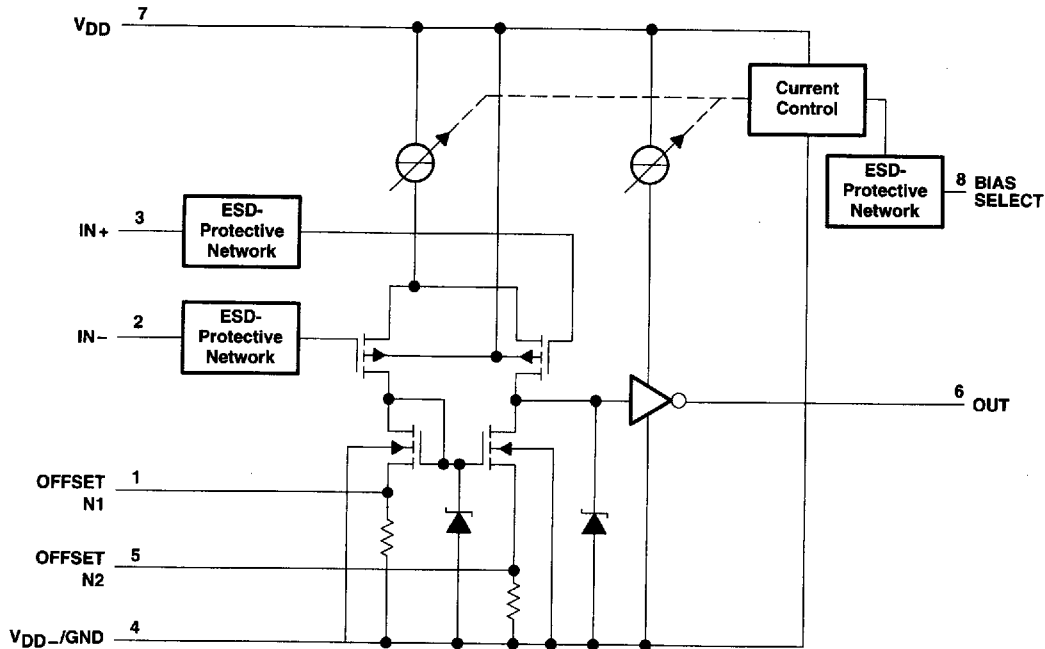 VDD 7
Current
Control
ESD-
Protective
Network
8 BIAS
SELECT
IN+ 3
ESD-
Protective
Network
IN− 2
ESD-
Protective
Network
6 OUT
OFFSET 1
N1
OFFSET 5
N2
VDD−/GND 4